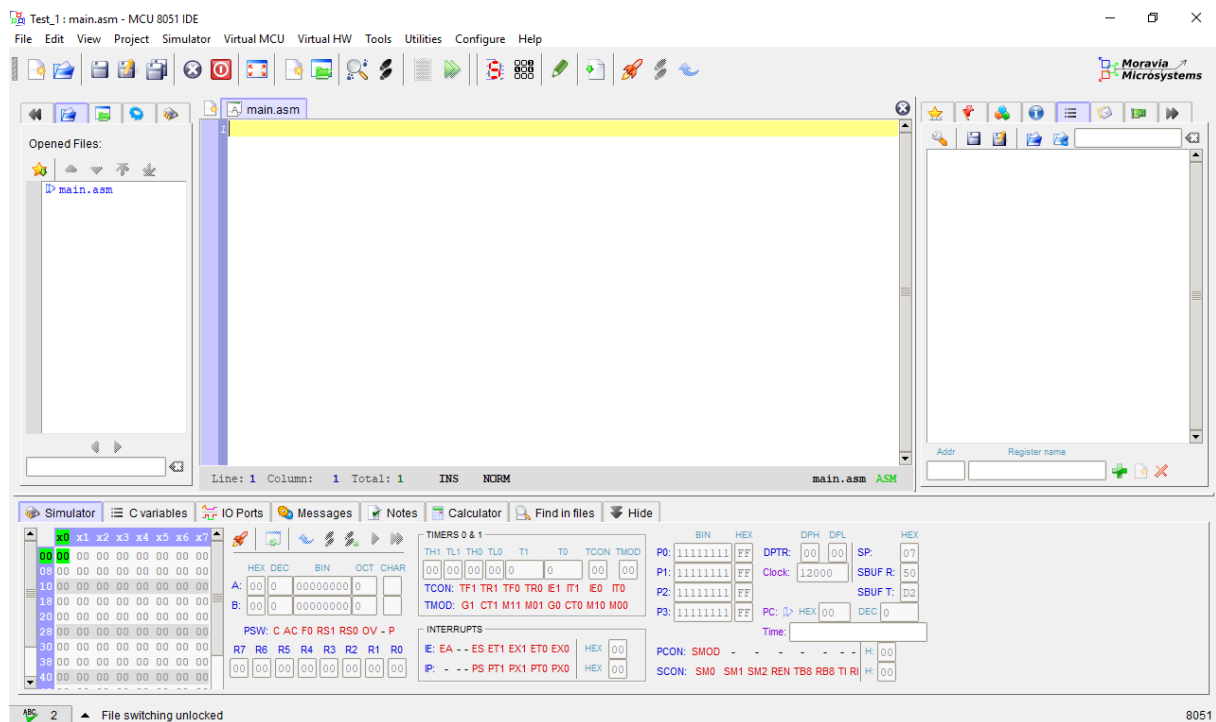 Test_1 : main.asm - MCU 8051 IDE
File Edit View Project Simulator Virtual MCU Virtual HW Tools Utilities Configure Help
Moravia
Microsystems
main.asm
1
Opened Files:
main.asm
Addr Register name
Line: 1 Column: 1 Total: 1 INS NORM main.asm ASM
Simulator C variables IO Ports Messages Notes Calculator Find in files Hide
x0 x1 x2 x3 x4 x5 x6 x7
00 00 00 00 00 00 00 00 00
08 00 00 00 00 00 00 00 00
10 00 00 00 00 00 00 00 00
18 00 00 00 00 00 00 00 00
20 00 00 00 00 00 00 00 00
28 00 00 00 00 00 00 00 00
30 00 00 00 00 00 00 00 00
38 00 00 00 00 00 00 00 00
40 00 00 00 00 00 00 00 00
HEX DEC BIN OCT CHAR
A: 00 0 00000000 0
B: 00 0 00000000 0
PSW: C AC F0 RS1 RS0 OV - P
R7 R6 R5 R4 R3 R2 R1 R0
00 00 00 00 00 00 00 00
TIMERS 0 & 1
TH1 TL1 TH0 TL0 T1 T0 TCON TMOD
00 00 00 00 0 0 00 00
TCON: TF1 TR1 TF0 TR0 IE1 IT1 IE0 IT0
TMOD: G1 CT1 M11 M01 G0 CT0 M10 M00
INTERRUPTS
IE: EA - - ES ET1 EX1 ET0 EX0 HEX 00
IP: - - - PS PT1 PX1 PT0 PX0 HEX 00
BIN HEX DPH DPL HEX
P0: 11111111 FF DPTR: 00 00 SP: 07
P1: 11111111 FF Clock: 12000 SBUF R: 50
P2: 11111111 FF SBUF T: D2
P3: 11111111 FF PC: HEX 00 DEC 0
Time:
PCON: SMOD - - - - - - - H: 00
SCON: SM0 SM1 SM2 REN TB8 RB8 TI RI H: 00
ABC 2 File switching unlocked 8051